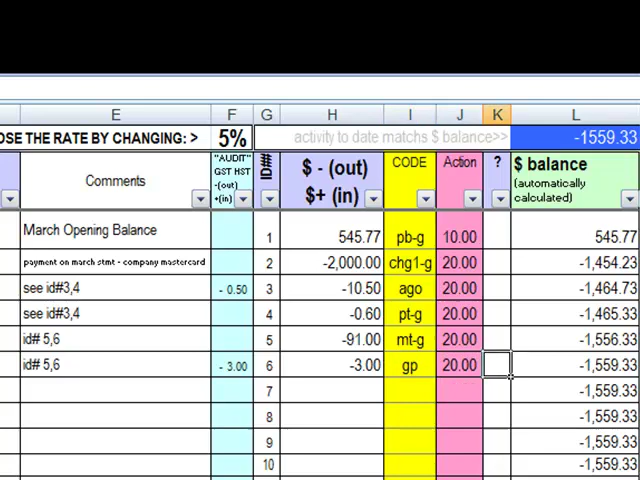 E F G H I J K L
OSE THE RATE BY CHANGING: > 5% activity to date matchs $ balance>> -1559.33
Comments "AUDIT" GST HST -(out) +(in) ID## $ - (out) $+ (in) CODE Action ? $ balance (automatically calculated)
March Opening Balance 1 545.77 pb-g 10.00 545.77
payment on march stmt - company mastercard 2 -2,000.00 chg1-g 20.00 -1,454.23
see id#3,4 - 0.50 3 -10.50 ago 20.00 -1,464.73
see id#3,4 4 -0.60 pt-g 20.00 -1,465.33
id# 5,6 5 -91.00 mt-g 20.00 -1,556.33
id# 5,6 - 3.00 6 -3.00 gp 20.00 -1,559.33
7 -1,559.33
8 -1,559.33
9 -1,559.33
10 -1,559.33